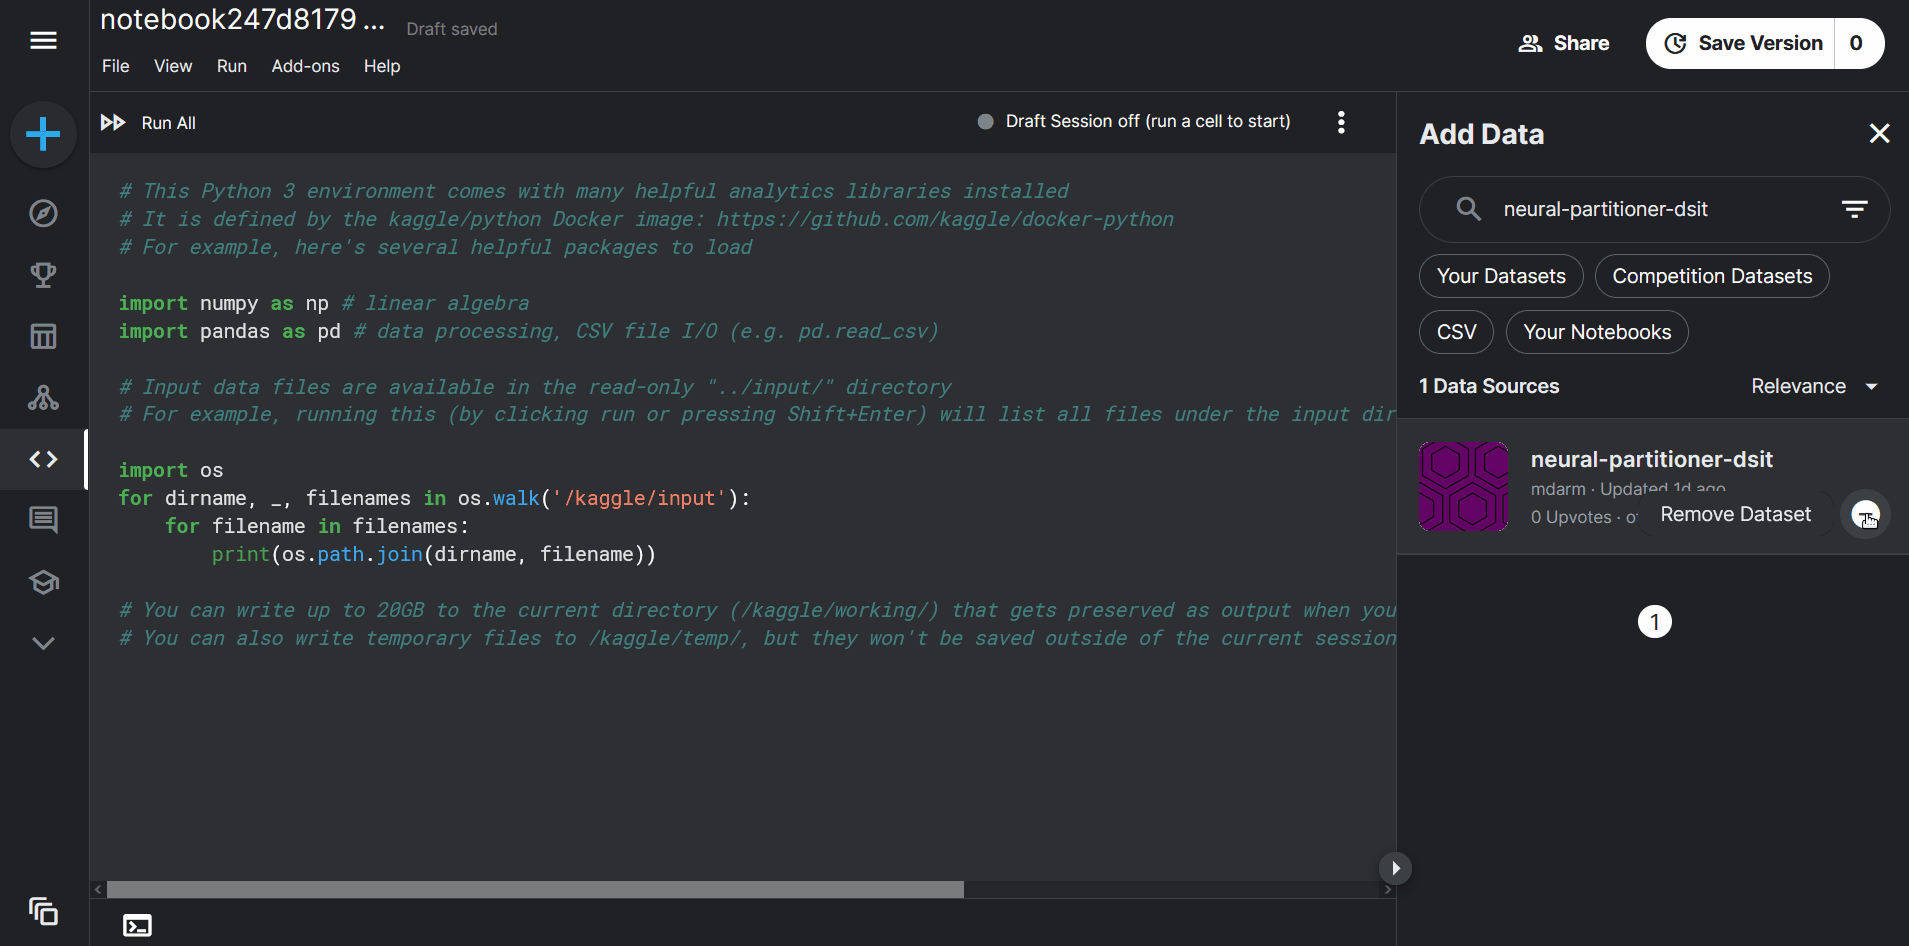 notebook247d8179 ...
Draft saved
File View Run Add-ons Help
Share
Save Version 0
Run All
Draft Session off (run a cell to start)
# This Python 3 environment comes with many helpful analytics libraries installed
# It is defined by the kaggle/python Docker image: https://github.com/kaggle/docker-python
# For example, here's several helpful packages to load
import numpy as np # linear algebra
import pandas as pd # data processing, CSV file I/O (e.g. pd.read_csv)
# Input data files are available in the read-only "../input/" directory
# For example, running this (by clicking run or pressing Shift+Enter) will list all files under the input dir
import os
for dirname, _, filenames in os.walk('/kaggle/input'):
    for filename in filenames:
        print(os.path.join(dirname, filename))
# You can write up to 20GB to the current directory (/kaggle/working/) that gets preserved as output when you
# You can also write temporary files to /kaggle/temp/, but they won't be saved outside of the current session
Add Data
neural-partitioner-dsit
Your Datasets
Competition Datasets
CSV
Your Notebooks
1 Data Sources
Relevance
neural-partitioner-dsit
mdarm · Updated 1d ago
0 Upvotes ·
Remove Dataset
1